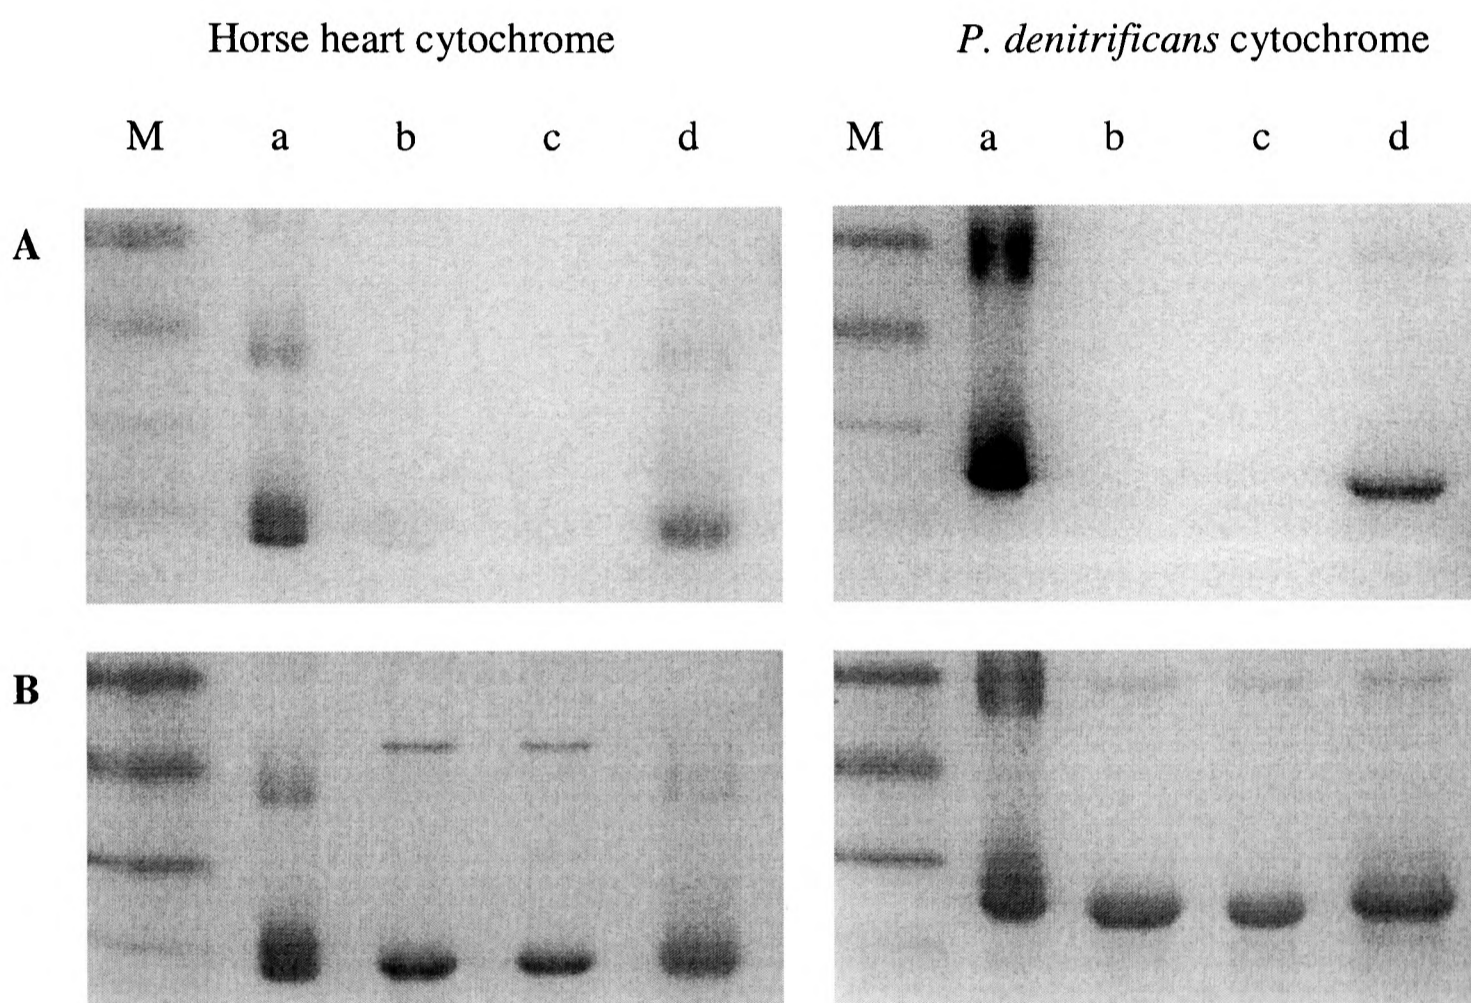 Horse heart cytochrome P. denitrificans cytochrome
M a b c d M a b c d
A
B